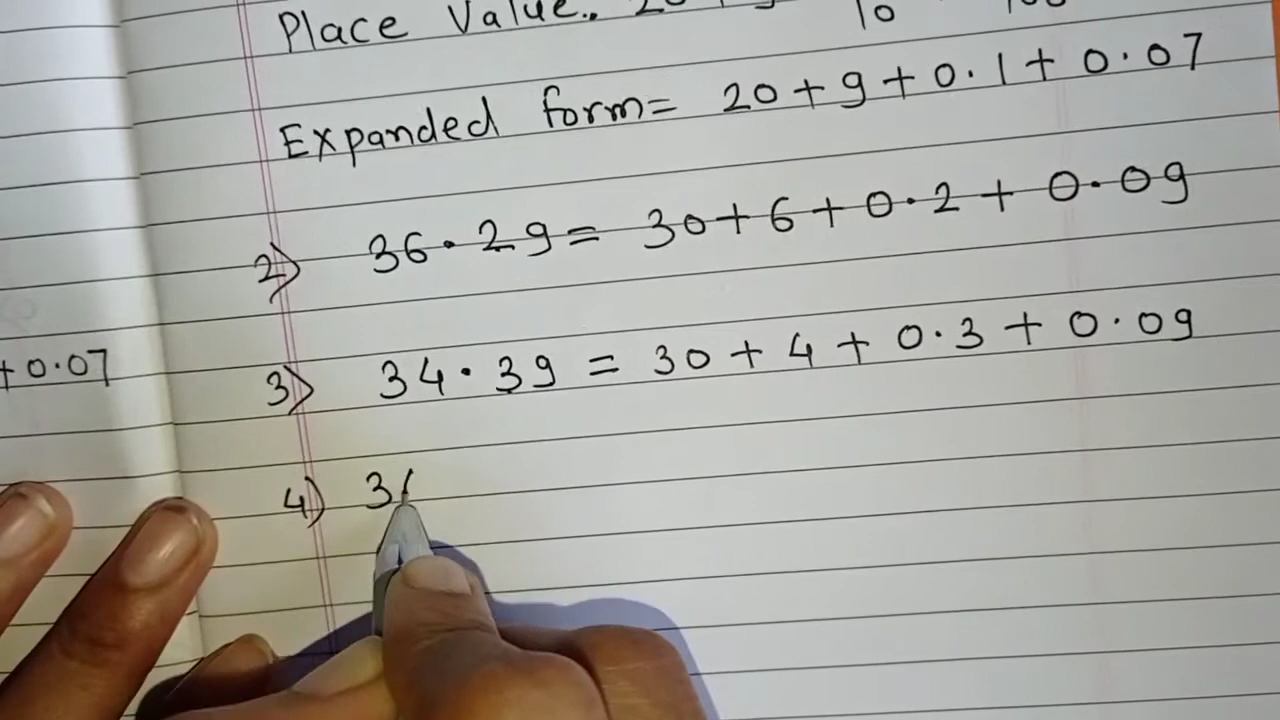 Place Value
10
Expanded form= 20+9+0.1+0.07
2) 36.29= 30+6+0.2+0.09
+0.07
3) 34.39 = 30+4+0.3+0.09
4) 3